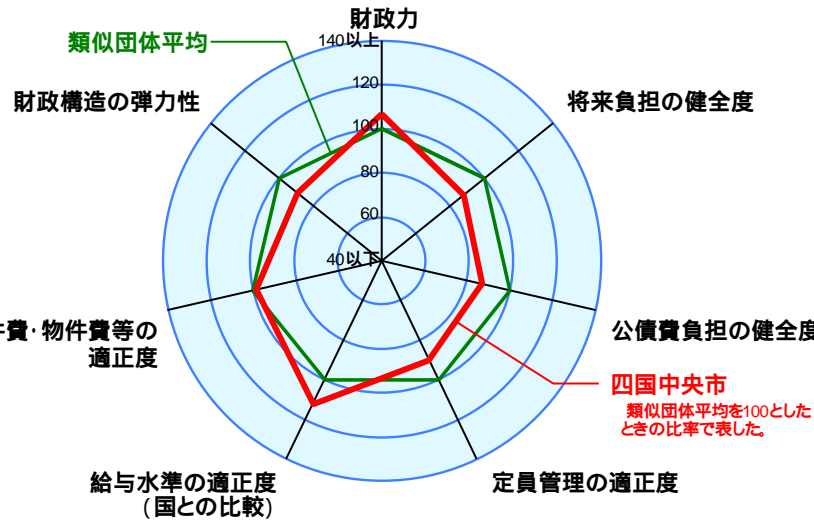 財政力
140以上
類似団体平均
120
財政構造の弾力性
将来負担の健全度
100
80
60
40以下
件費・物件費等の
適正度
公債費負担の健全度
四国中央市
類似団体平均を100とした
ときの比率で表した。
給与水準の適正度
(国との比較)
定員管理の適正度